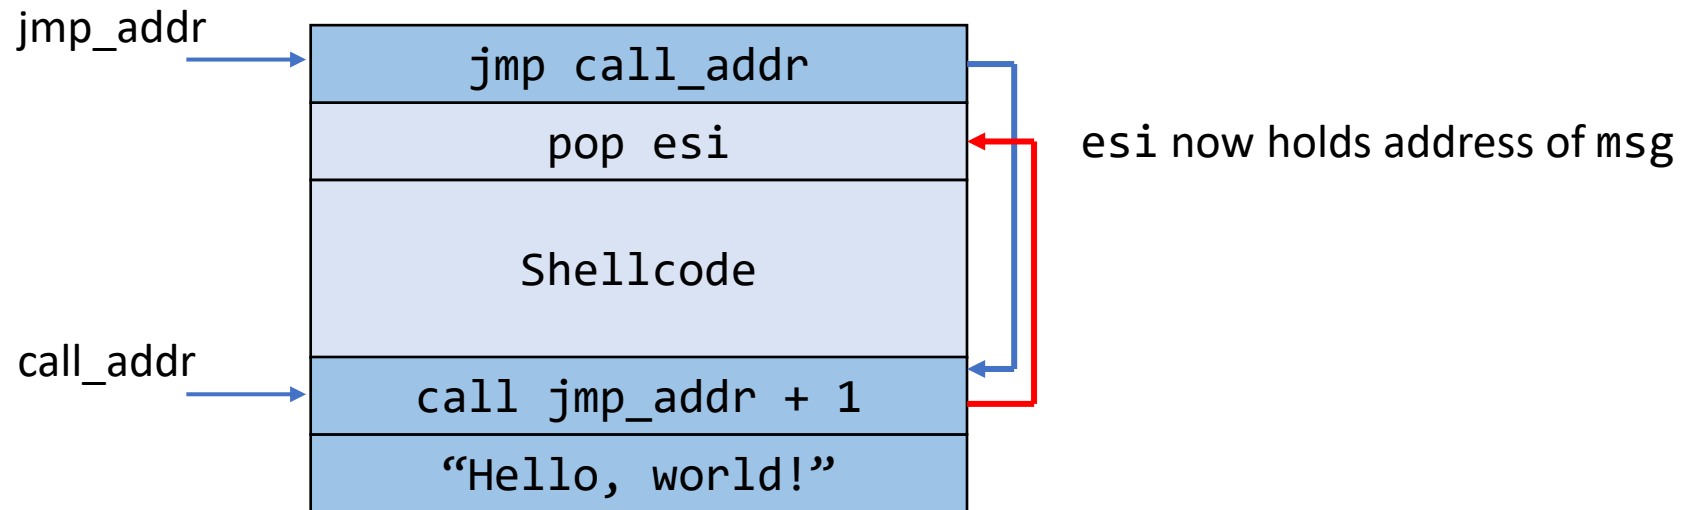 jmp_addr
jmp call_addr
pop esi
esi now holds address of msg
Shellcode
call_addr
call jmp_addr + 1
“Hello, world!”